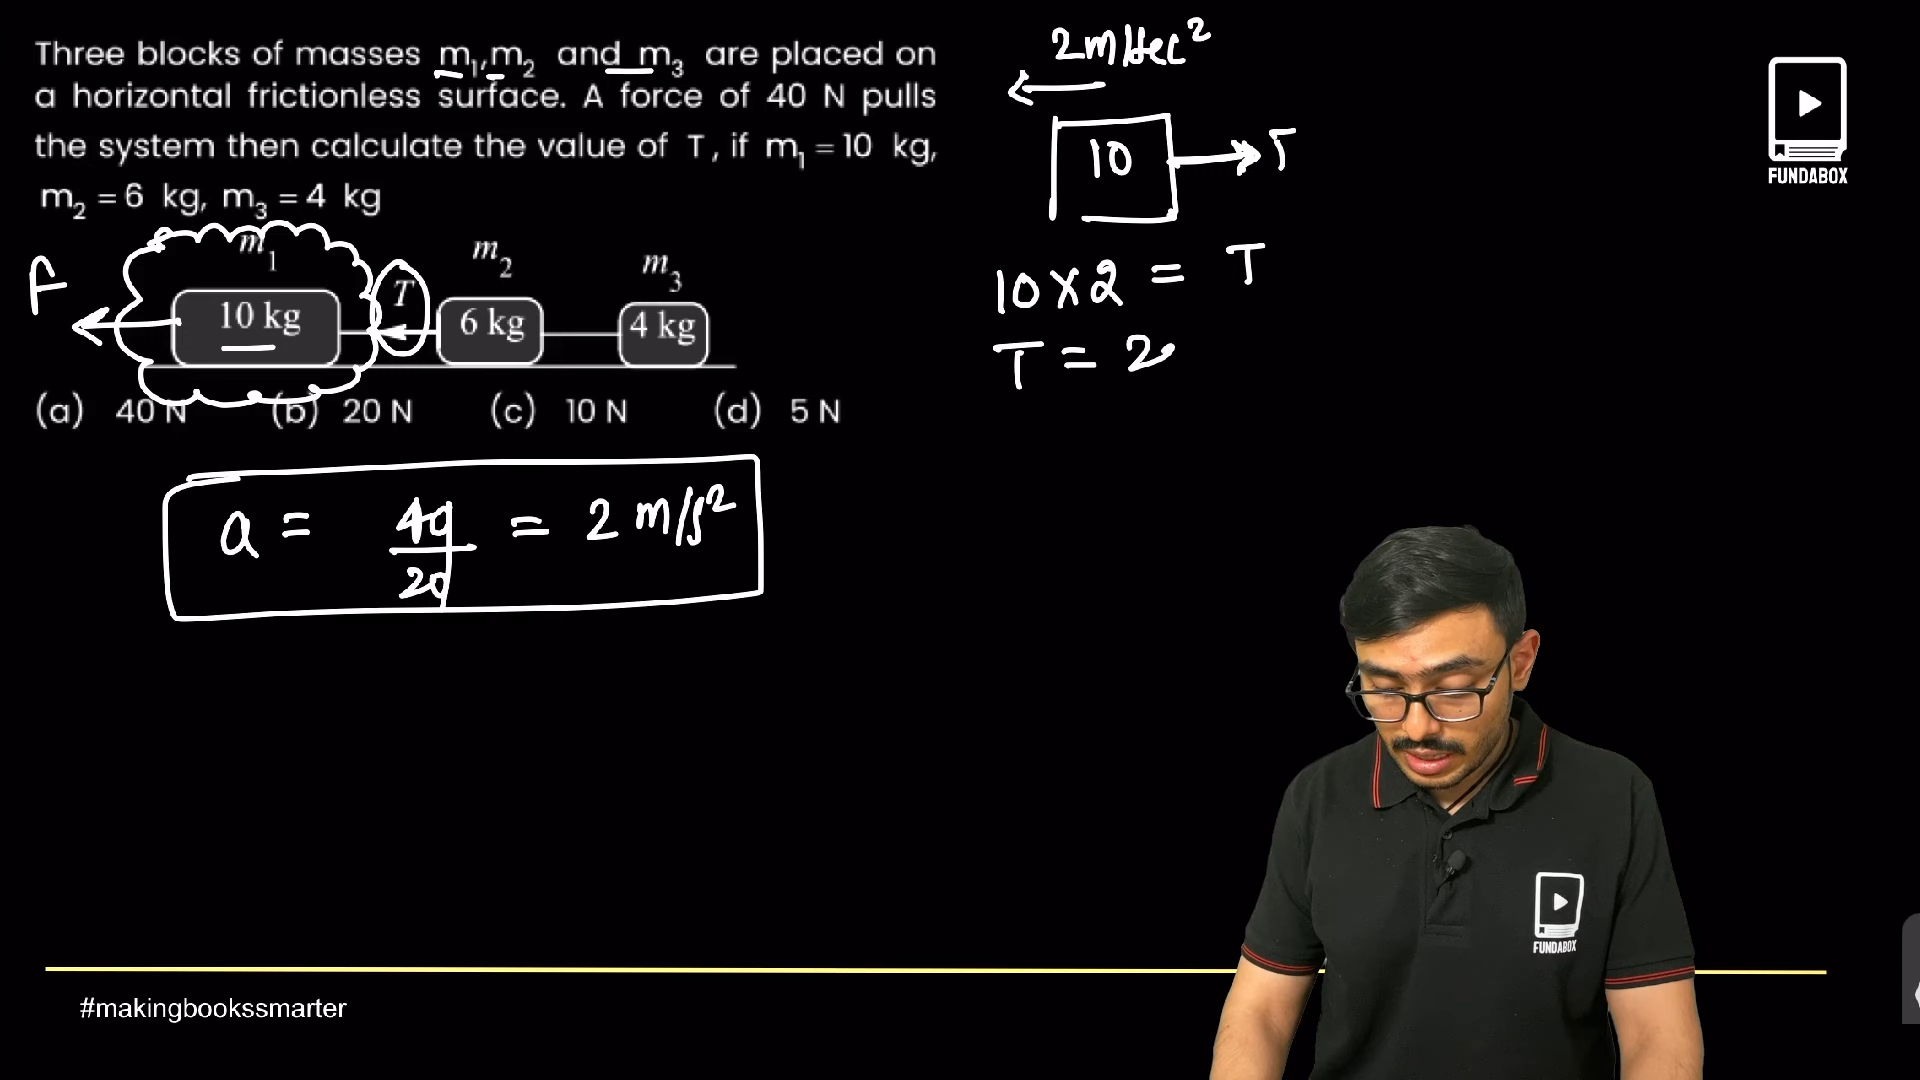 Three blocks of masses m₁,m₂ and m₃ are placed on
a horizontal frictionless surface. A force of 40 N pulls
the system then calculate the value of T, if m₁ = 10 kg,
m₂ = 6 kg, m₃ = 4 kg
F
m₁
T
m₂
m₃
10 kg
6 kg
4 kg
(a) 40 N (b) 20 N (c) 10 N (d) 5 N
a = 40/20 = 2 m/s²
2m/sec²
10
T
10 x 2 = T
T = 2
FUNDABOX
FUNDABOX
#makingbookssmarter